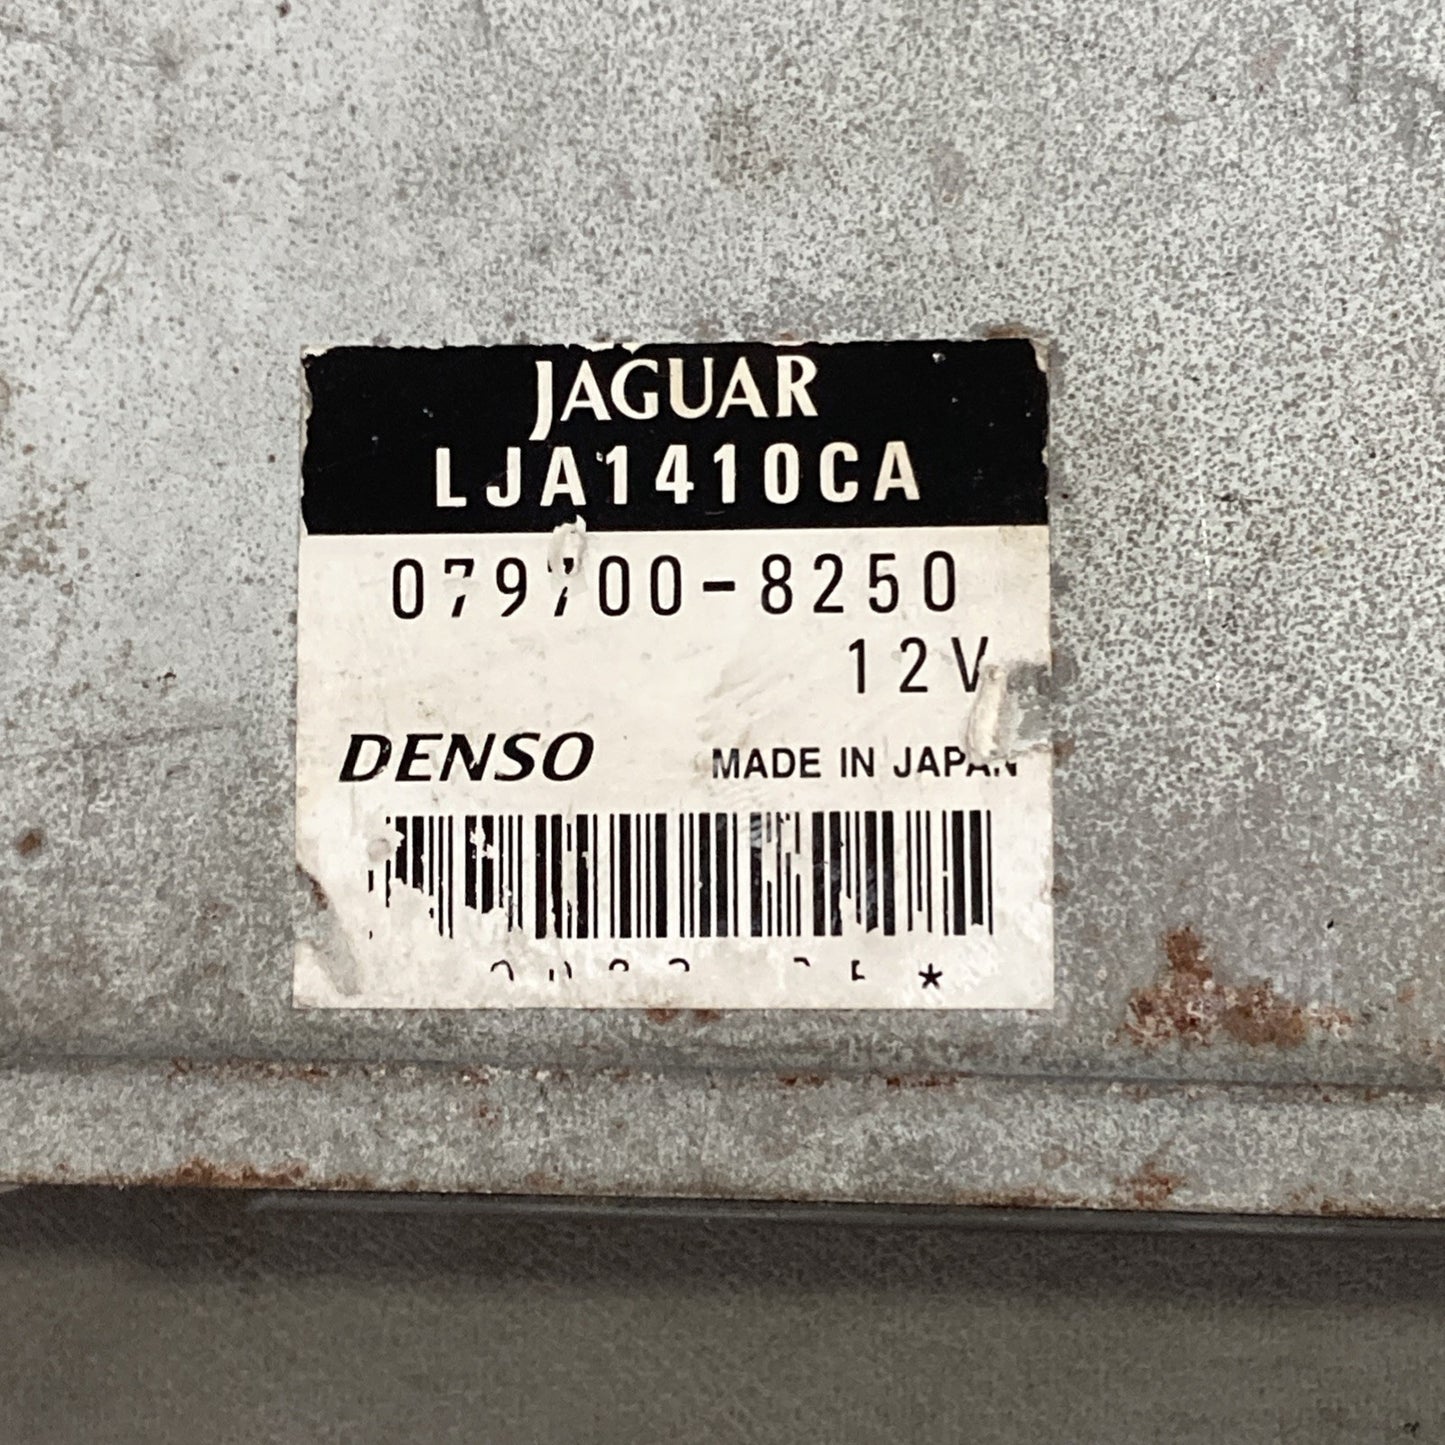 JAGUAR
LJA1410CA
079700-8250
12V
DENSO MADE IN JAPAN
*